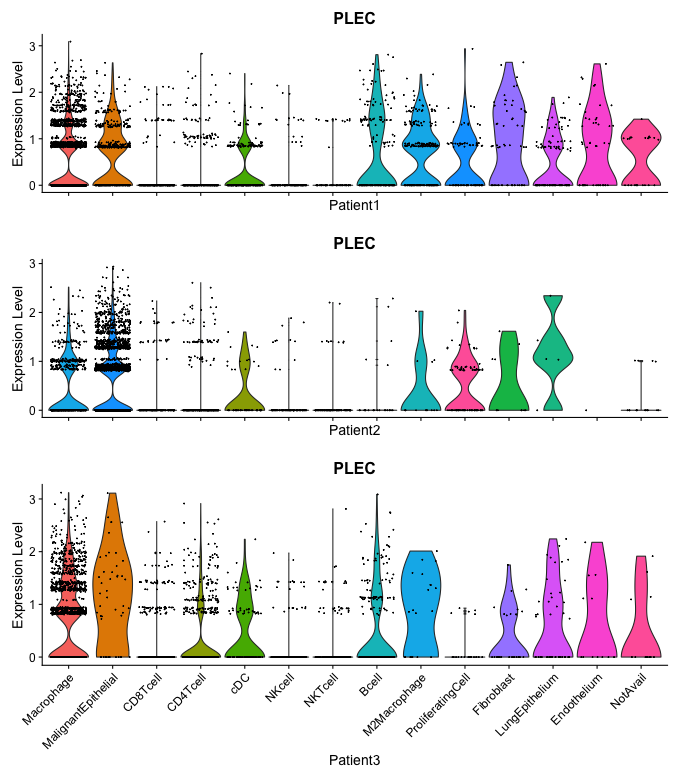 PLEC
Expression Level
3
2
1
0
Patient1
PLEC
Expression Level
3
2
1
0
Patient2
PLEC
Expression Level
3
2
1
0
Macrophage
MalignantEpithelial
CD8Tcell
CD4Tcell
cDC
NKcell
NKTcell
Bcell
M2Macrophage
ProliferatingCell
Fibroblast
LungEpithelium
Endothelium
NotAvail
Patient3